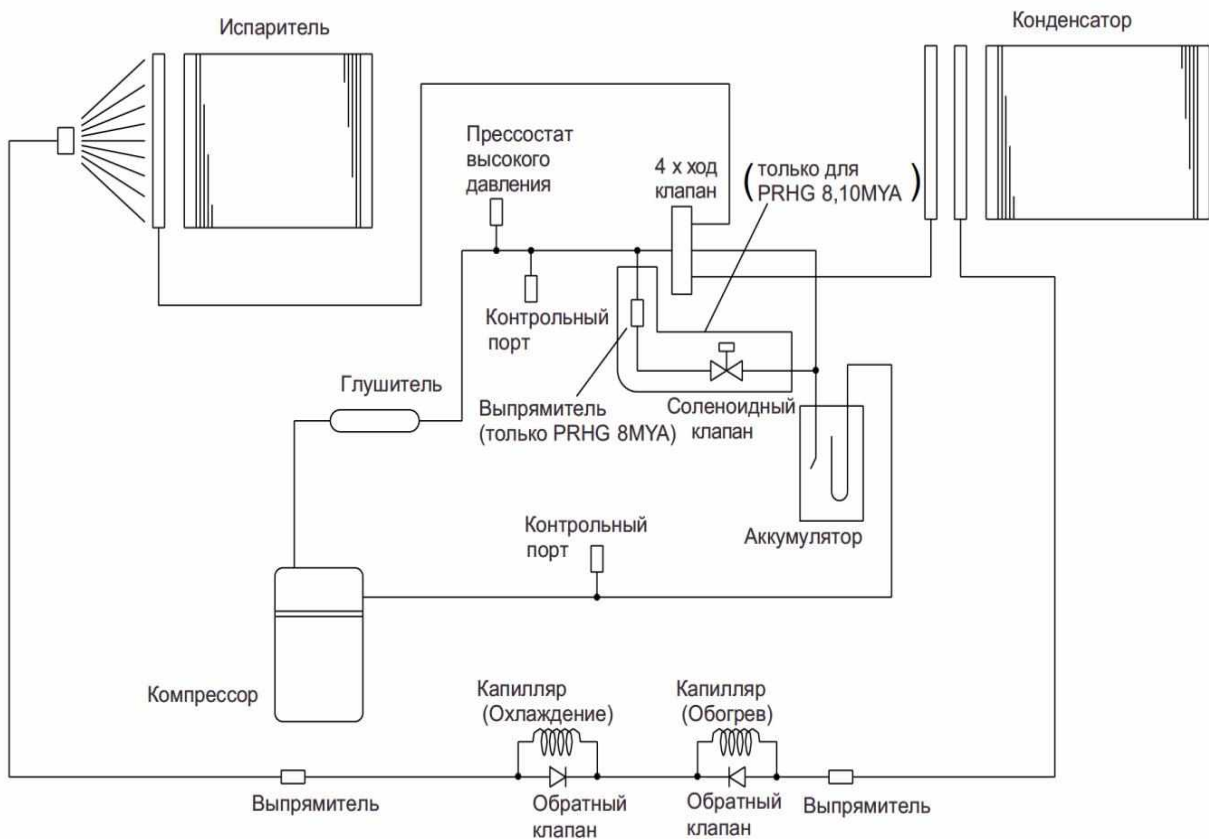 Испаритель
Конденсатор
Прессостат
высокого
давления
4 х ход
клапан
(только для
PRHG 8,10MYA)
Контрольный
порт
Глушитель
Выпрямитель
(только PRHG 8MYA)
Соленоидный
клапан
Аккумулятор
Контрольный
порт
Компрессор
Капилляр
(Охлаждение)
Капилляр
(Обогрев)
Выпрямитель
Обратный
клапан
Обратный
клапан
Выпрямитель